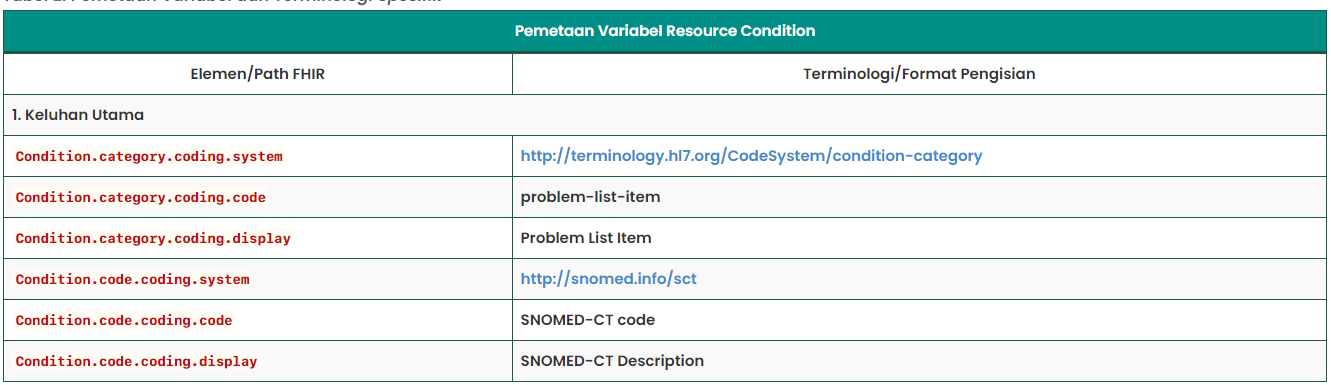 Pemetaan Variabel Resource Condition
Elemen/Path FHIR Terminologi/Format Pengisian
1. Keluhan Utama
Condition.category.coding.system http://terminology.hl7.org/CodeSystem/condition-category
Condition.category.coding.code problem-list-item
Condition.category.coding.display Problem List Item
Condition.code.coding.system http://snomed.info/sct
Condition.code.coding.code SNOMED-CT code
Condition.code.coding.display SNOMED-CT Description